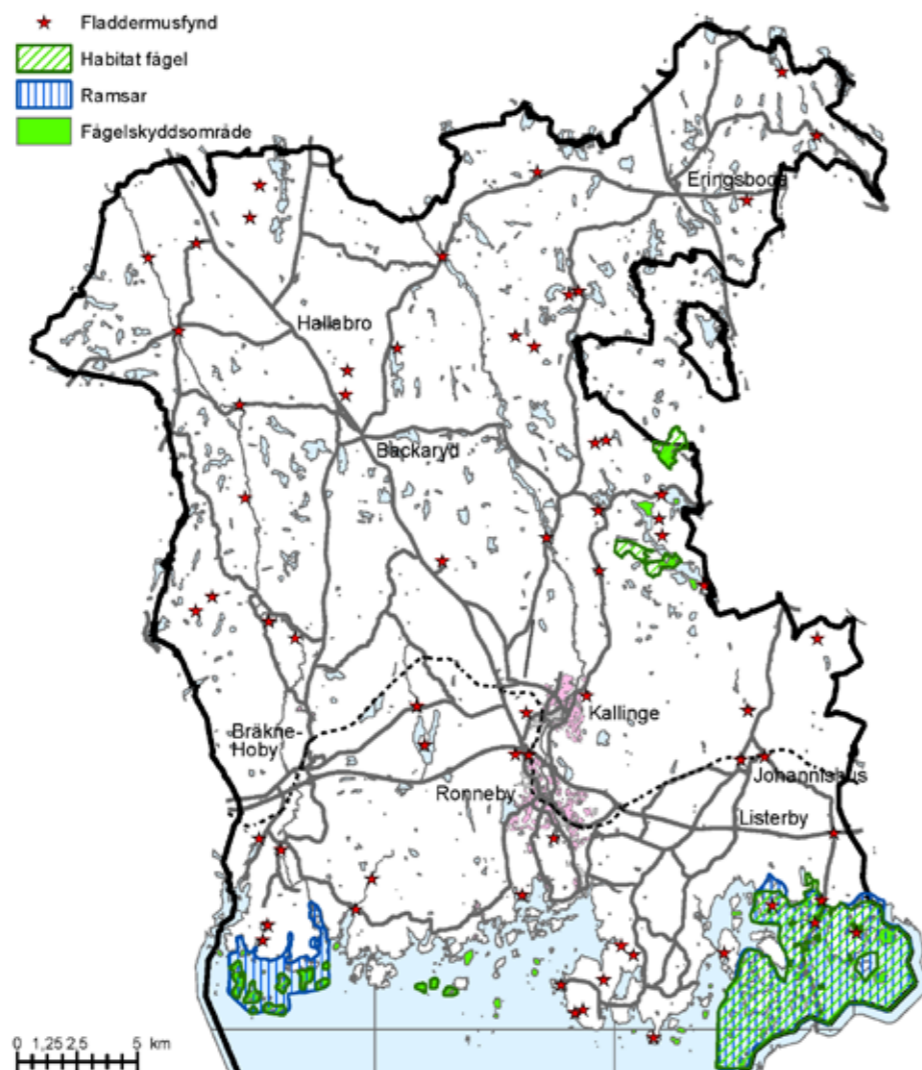 Fladdermusfynd
Habitat fågel
Ramsar
Fågelskyddsområde
Eringsboda
Hallabro
Backaryd
Kallinge
Bräkne-
Hoby
Johannishus
Ronneby
Listerby
0 1,25 2,5 5 km